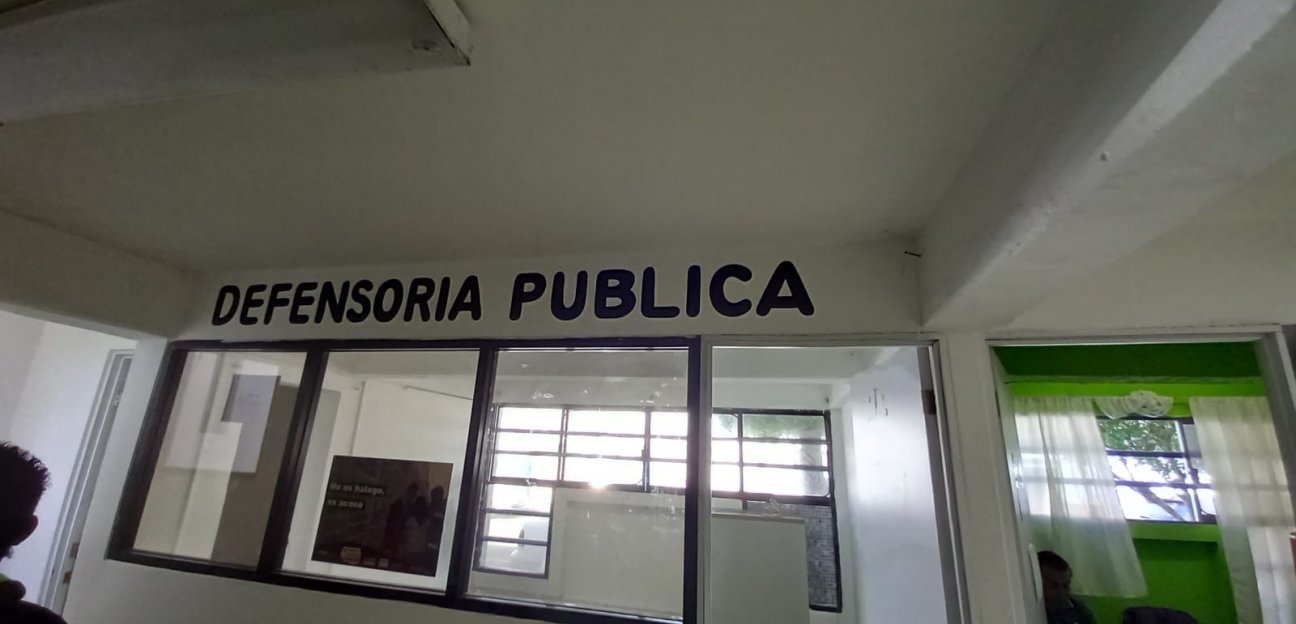 DEFENSORIA PUBLICA
No es halago,
es acoso